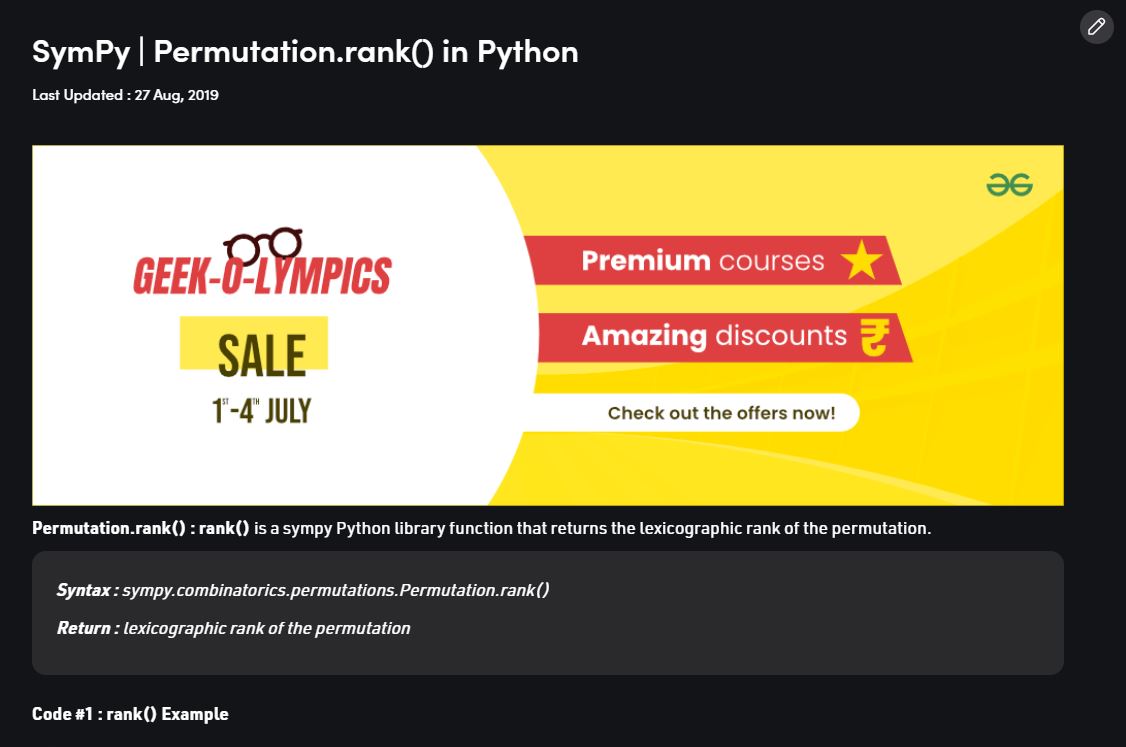 SymPy | Permutation.rank() in Python
Last Updated : 27 Aug, 2019
GEEK-O-LYMPICS
SALE
1ST-4TH JULY
Premium courses
Amazing discounts
Check out the offers now!
Permutation.rank() : rank() is a sympy Python library function that returns the lexicographic rank of the permutation.
Syntax : sympy.combinatorics.permutations.Permutation.rank()
Return : lexicographic rank of the permutation
Code #1 : rank() Example